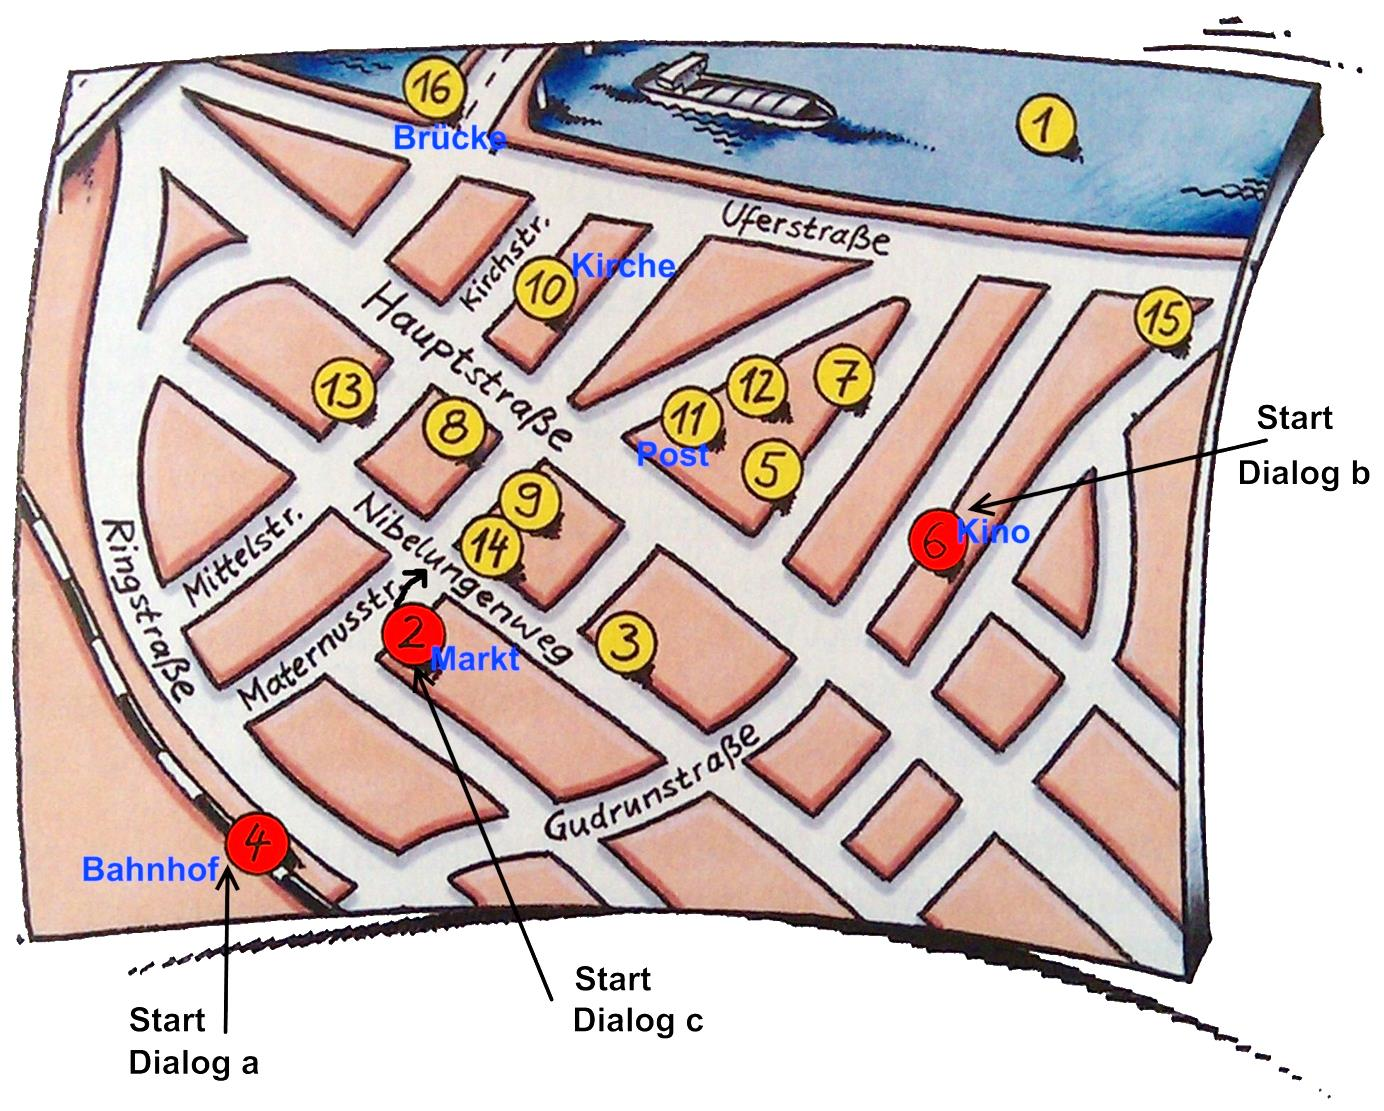 16
Brücke
1
Uferstraße
Kirchstr.
Kirche
10
Hauptstraße
15
13
8
12
7
11
Post
5
Start
Dialog b
9
14
6
Kino
Nibelungenweg
Mittelstr.
Ringstraße
Maternusstr.
2
Markt
3
Gudrunstraße
4
Bahnhof
Start
Dialog c
Start
Dialog a